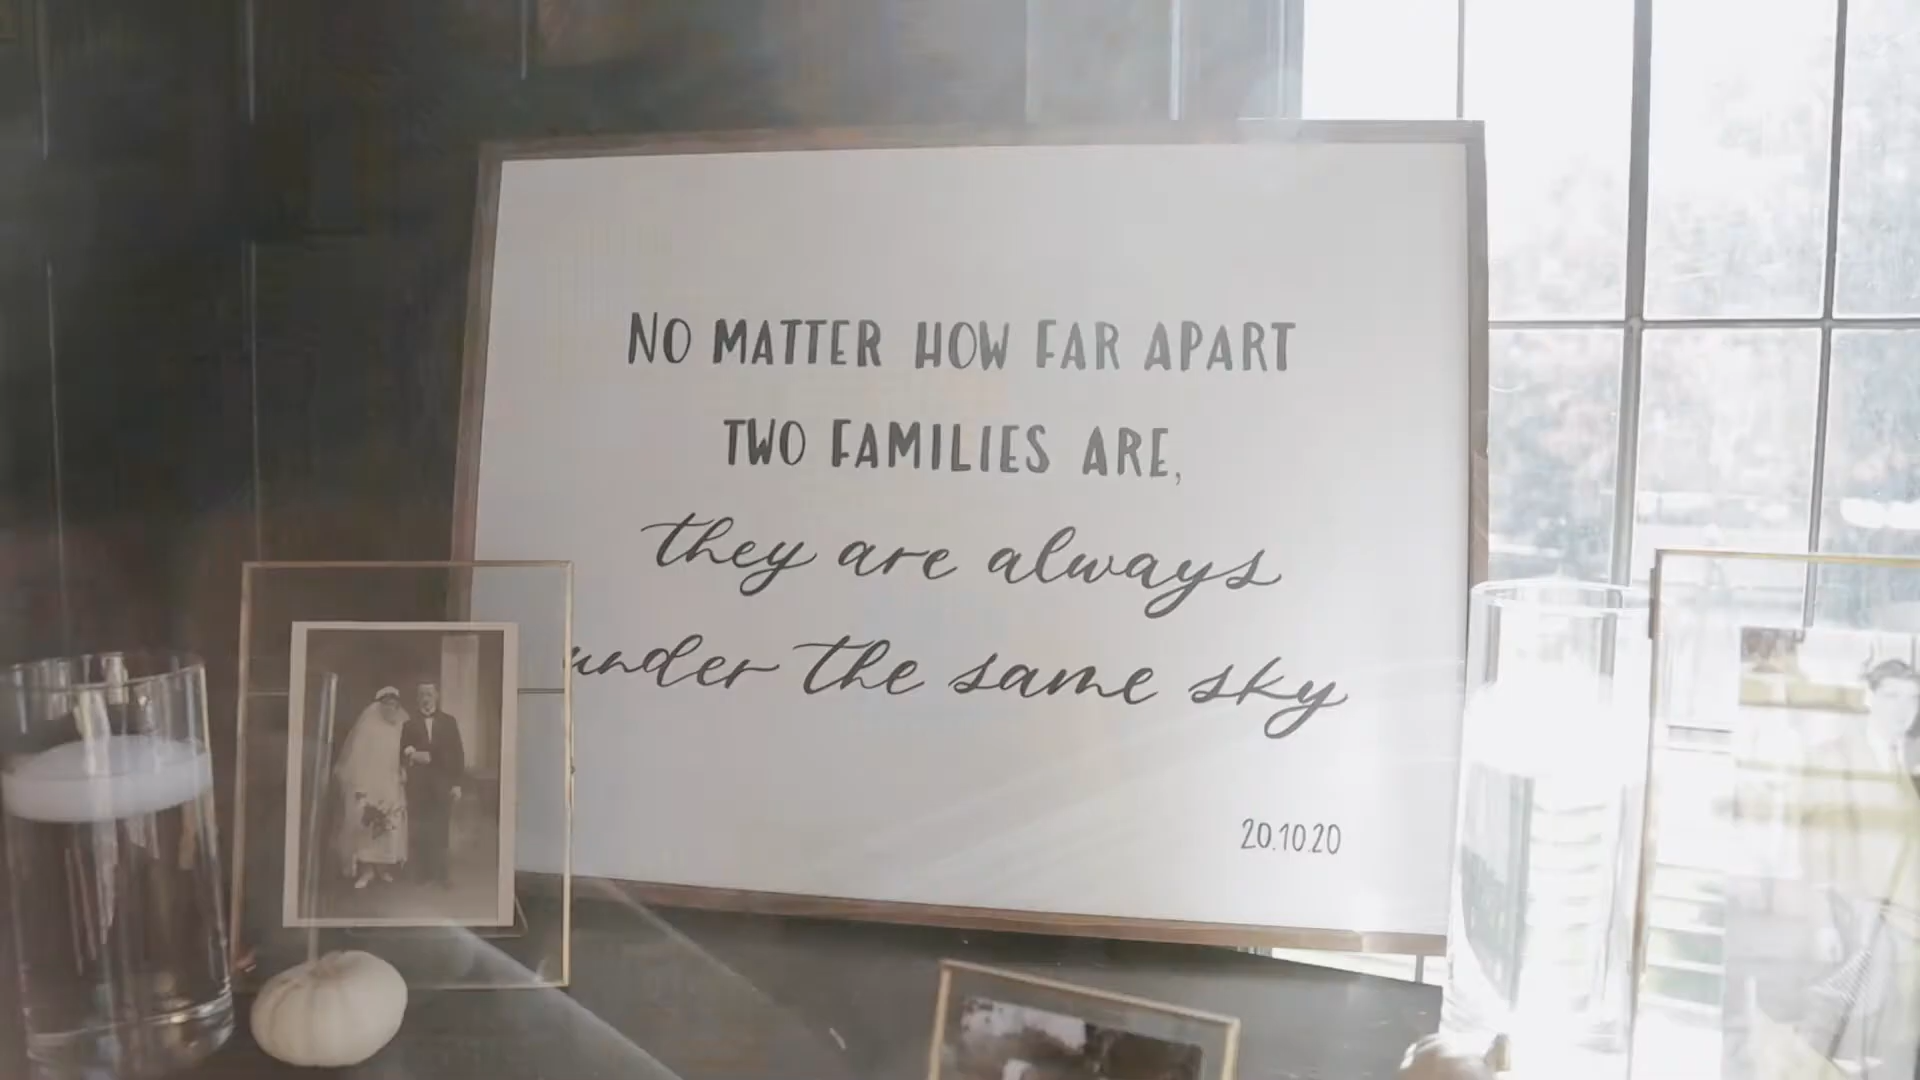 NO MATTER HOW FAR APART
TWO FAMILIES ARE,
they are always
under the same sky
20.10.20